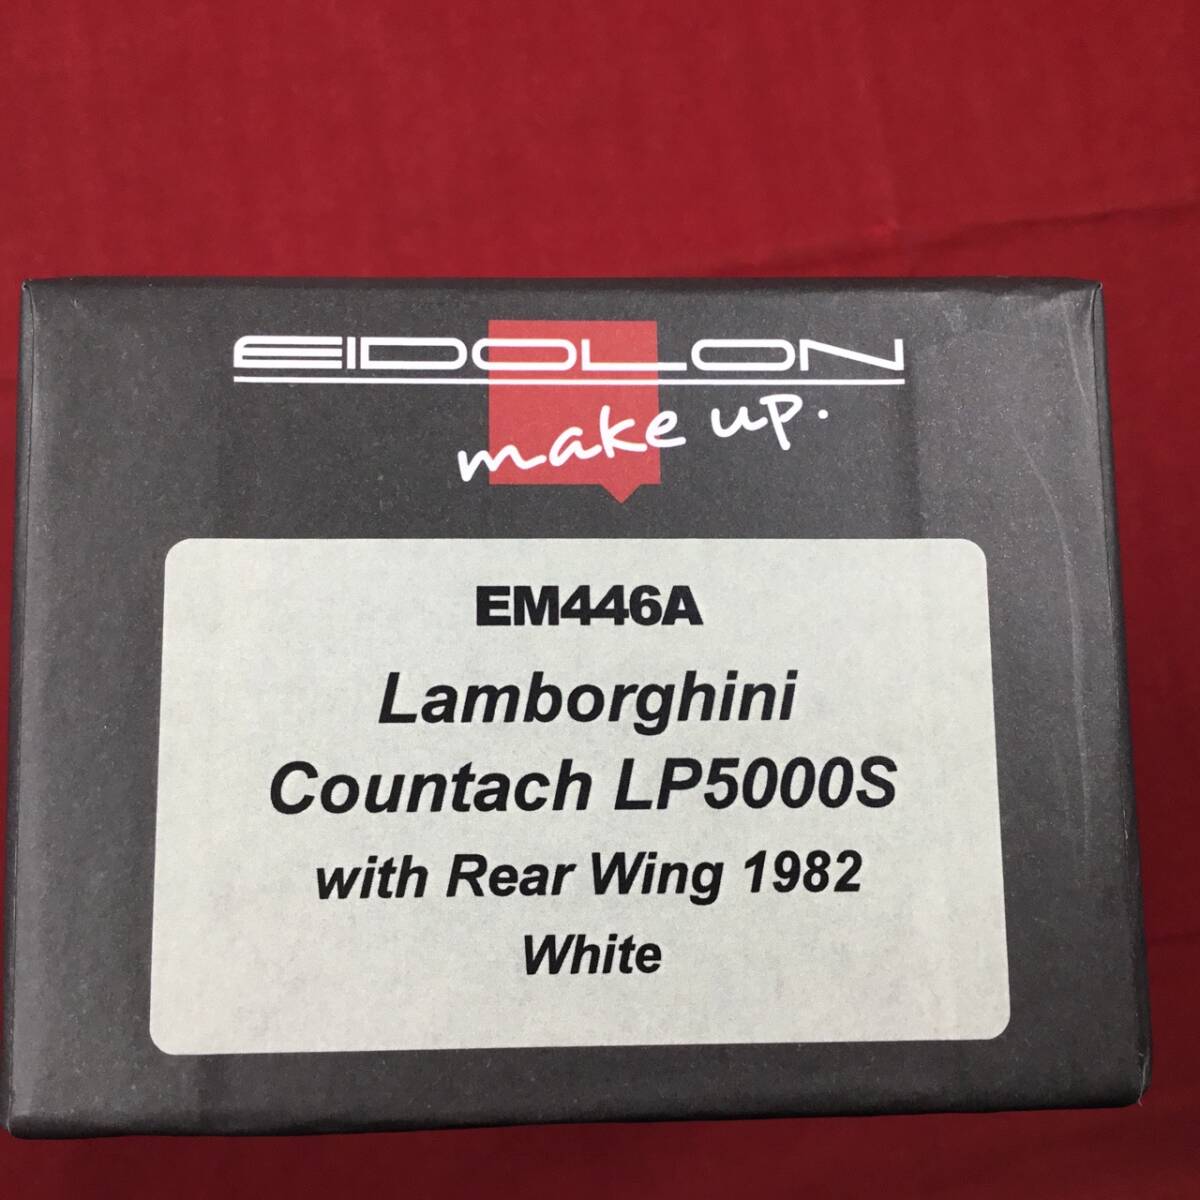 EIDOLON
make up.
EM446A
Lamborghini
Countach LP5000S
with Rear Wing 1982
White